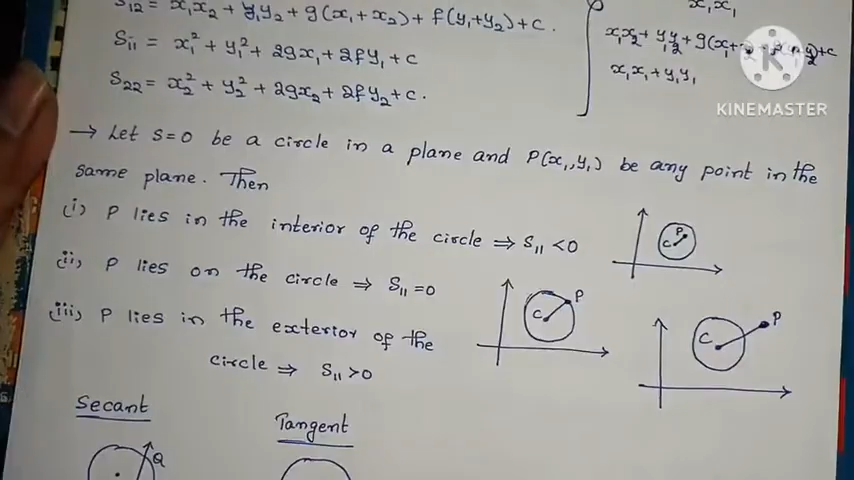 S₁₂ = x₁x₂ + y₁y₂ + g(x₁+x₂) + f(y₁+y₂) + c.
x₁x₁
S₁₁ = x₁² + y₁² + 2gx₁ + 2fy₁ + c
x₁x₂ + y₁y₂ + g(x₁+
y₂)+c
S₂₂ = x₂² + y₂² + 2gx₂ + 2fy₂ + c.
x₁x₁ + y₁y₁
KINEMASTER
→ Let S=0 be a circle in a plane and P(x₁,y₁) be any point in the
same plane. Then
(i) P lies in the interior of the circle ⇒ S₁₁ <0
C P
(ii) P lies on the circle ⇒ S₁₁ =0
C P
(iii) P lies in the exterior of the
circle ⇒ S₁₁ >0
C P
Secant
Tangent
Q